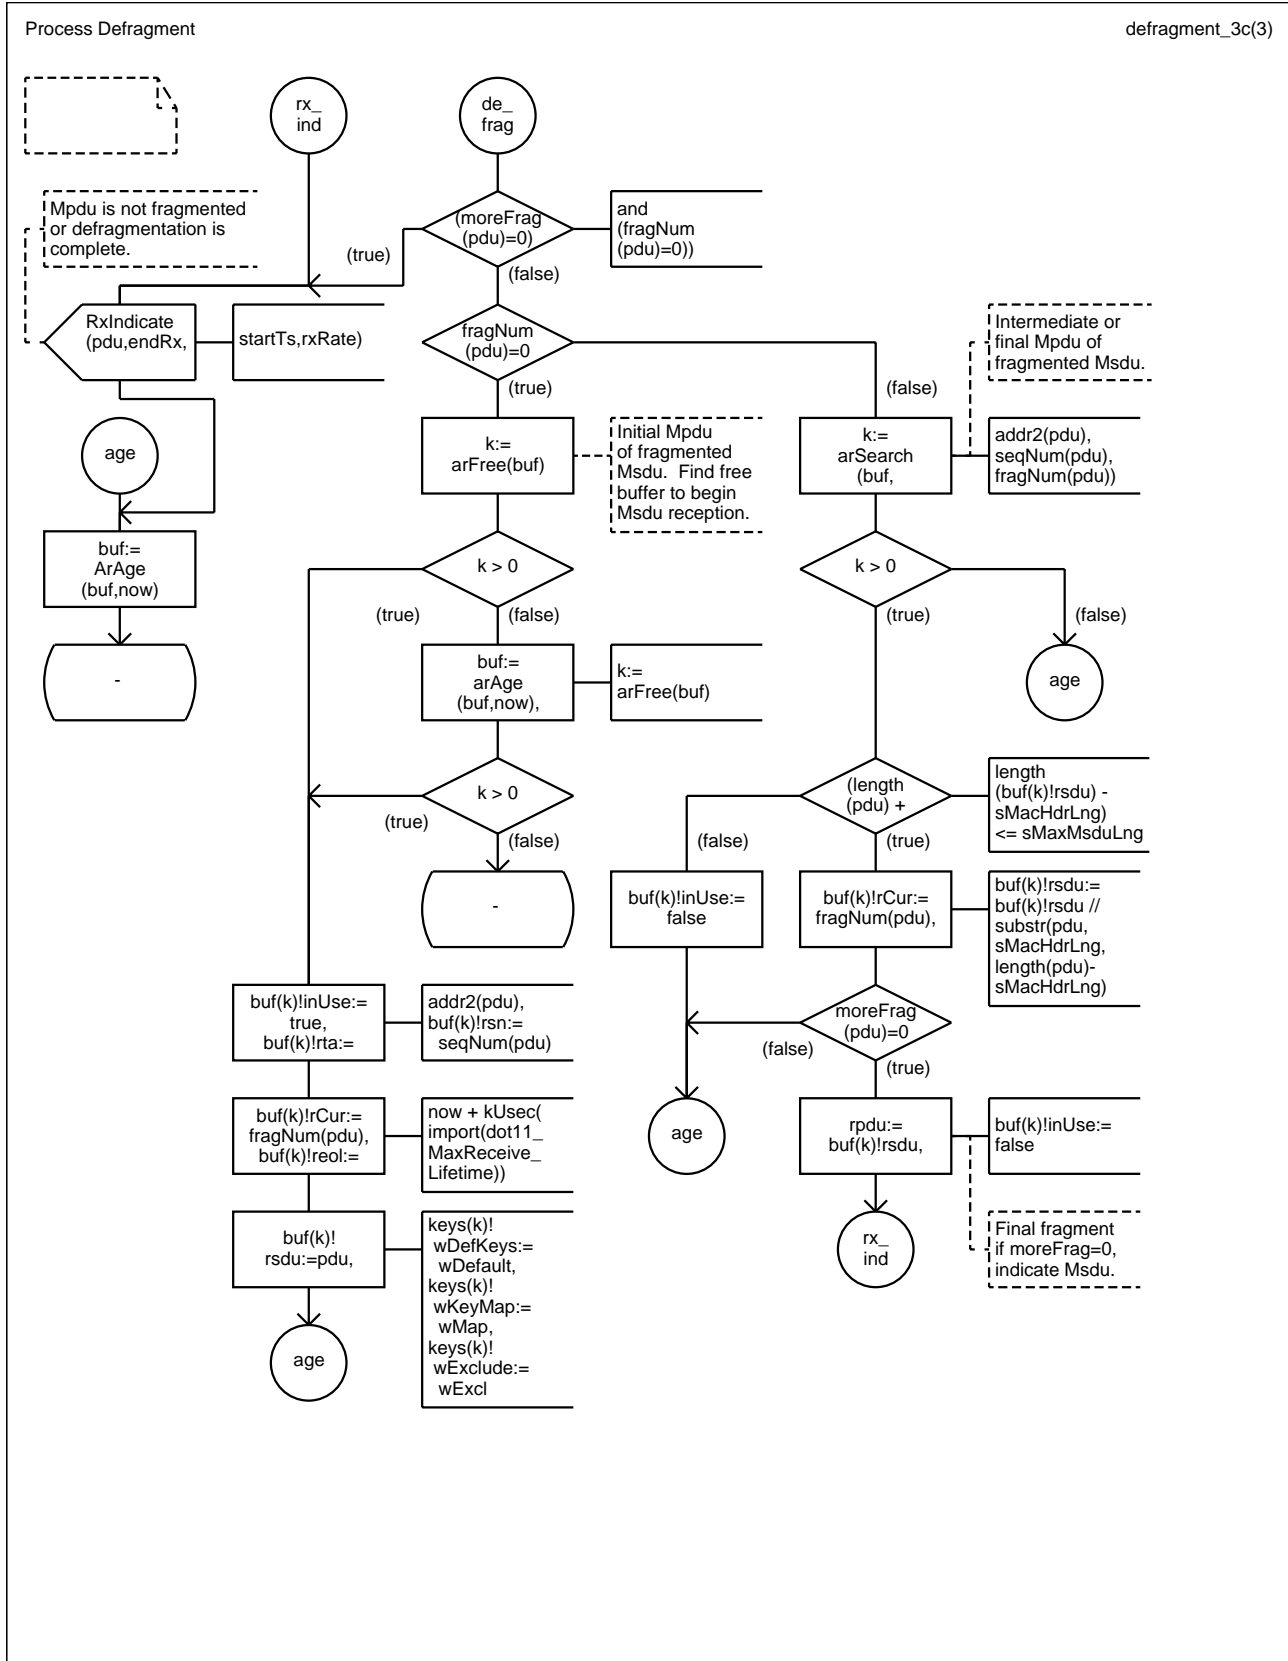 Process Defragment
defragment_3c(3)
rx_
ind
de_
frag
Mpdu is not fragmented
or defragmentation is
complete.
(true)
(moreFrag
(pdu)=0)
and
(fragNum
(pdu)=0))
(false)
RxIndicate
(pdu,endRx,
startTs,rxRate)
fragNum
(pdu)=0
(true)
(false)
Intermediate or
final Mpdu of
fragmented Msdu.
age
k:=
arFree(buf)
Initial Mpdu
of fragmented
Msdu.  Find free
buffer to begin
Msdu reception.
k:=
arSearch
(buf,
addr2(pdu),
seqNum(pdu),
fragNum(pdu))
buf:=
ArAge
(buf,now)
k > 0
(true)
(false)
k > 0
(true)
(false)
-
buf:=
arAge
(buf,now),
k:=
arFree(buf)
age
k > 0
(true)
(false)
(length
(pdu) +
length
(buf(k)!rsdu) -
sMacHdrLng)
<= sMaxMsduLng
(false)
(true)
-
buf(k)!inUse:=
false
buf(k)!rCur:=
fragNum(pdu),
buf(k)!rsdu:=
buf(k)!rsdu //
substr(pdu,
sMacHdrLng,
length(pdu)-
sMacHdrLng)
buf(k)!inUse:=
true,
buf(k)!rta:=
addr2(pdu),
buf(k)!rsn:=
seqNum(pdu)
moreFrag
(pdu)=0
(false)
(true)
buf(k)!rCur:=
fragNum(pdu),
buf(k)!reol:=
now + kUsec(
import(dot11_
MaxReceive_
Lifetime))
age
rpdu:=
buf(k)!rsdu,
buf(k)!inUse:=
false
buf(k)!
rsdu:=pdu,
keys(k)!
wDefKeys:=
wDefault,
keys(k)!
wKeyMap:=
wMap,
keys(k)!
wExclude:=
wExcl
rx_
ind
Final fragment
if moreFrag=0,
indicate Msdu.
age